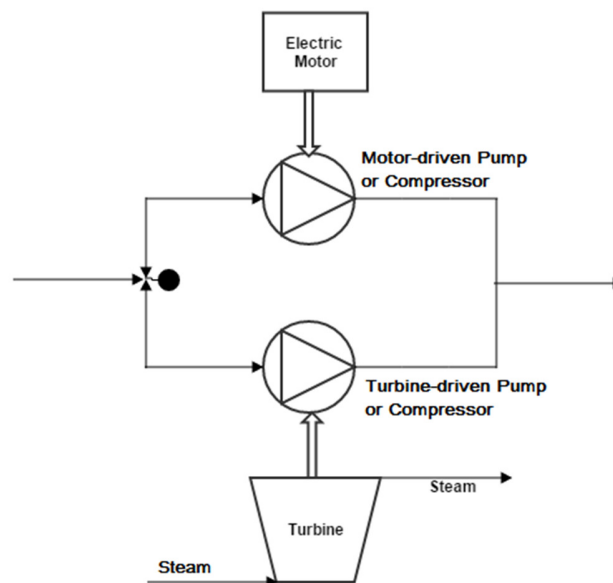 Electric
Motor
Motor-driven Pump
or Compressor
Turbine-driven Pump
or Compressor
Steam
Turbine
Steam